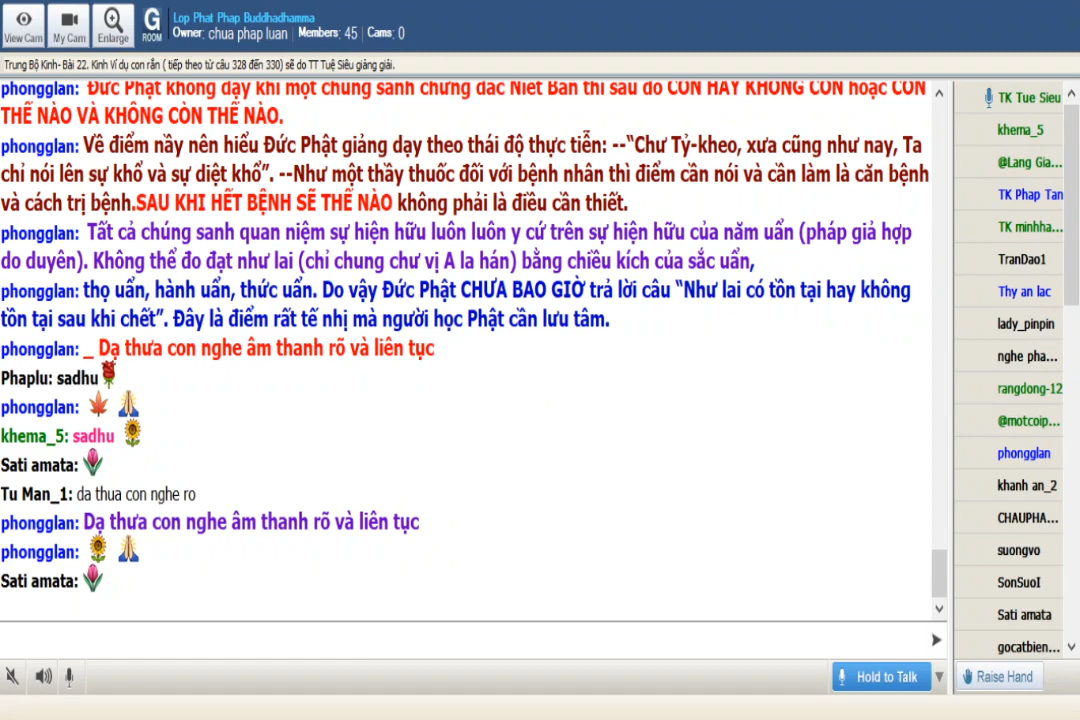 View Cam
My Cam
Enlarge
G
ROOM
Lop Phat Phap Buddhadhamma
Owner: chua phap luan | Members: 45 | Cams: 0
Trung Bộ Kinh- Bài 22. Kinh Ví dụ con rắn ( tiếp theo từ câu 328 đến 330) sẽ do TT Tuệ Siêu giảng giải.
phongglan: Đức Phật không dạy khi một chúng sanh chứng đắc Niết Bàn thì sau đó CÒN HAY KHÔNG CÒN hoặc CÒN
THẾ NÀO VÀ KHÔNG CÒN THẾ NÀO.
phongglan: Về điểm nầy nên hiểu Đức Phật giảng dạy theo thái độ thực tiễn: --“Chư Tỷ-kheo, xưa cũng như nay, Ta
chỉ nói lên sự khổ và sự diệt khổ”. --Như một thầy thuốc đối với bệnh nhân thì điểm cần nói và cần làm là căn bệnh
và cách trị bệnh.SAU KHI HẾT BỆNH SẼ THẾ NÀO không phải là điều cần thiết.
phongglan: Tất cả chúng sanh quan niệm sự hiện hữu luôn luôn y cứ trên sự hiện hữu của năm uẩn (pháp giả hợp
do duyên). Không thể đo đạt như lai (chỉ chung chư vị A la hán) bằng chiều kích của sắc uẩn,
phongglan: thọ uẩn, hành uẩn, thức uẩn. Do vậy Đức Phật CHƯA BAO GIỜ trả lời câu “Như lai có tồn tại hay không
tồn tại sau khi chết”. Đây là điểm rất tế nhị mà người học Phật cần lưu tâm.
phongglan: _ Dạ thưa con nghe âm thanh rõ và liên tục
Phaplu: sadhu
phongglan:
khema_5: sadhu
Sati amata:
Tu Man_1: da thua con nghe ro
phongglan: Dạ thưa con nghe âm thanh rõ và liên tục
phongglan:
Sati amata:
TK Tue Sieu
khema_5
@Lang Gia...
TK Phap Tan
TK minhha...
TranDao1
Thy an lac
lady_pinpin
nghe pha...
rangdong-12
@motcoip...
phongglan
khanh an_2
CHAUPHA...
suongvo
SonSuoI
Sati amata
gocatbien...
Hold to Talk
Raise Hand